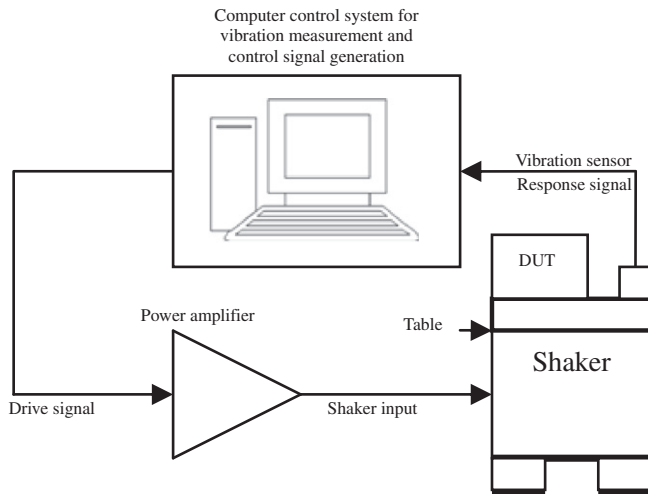 Computer control system for
vibration measurement and
control signal generation
Vibration sensor
Response signal
DUT
Power amplifier
Table
Shaker
Drive signal
Shaker input